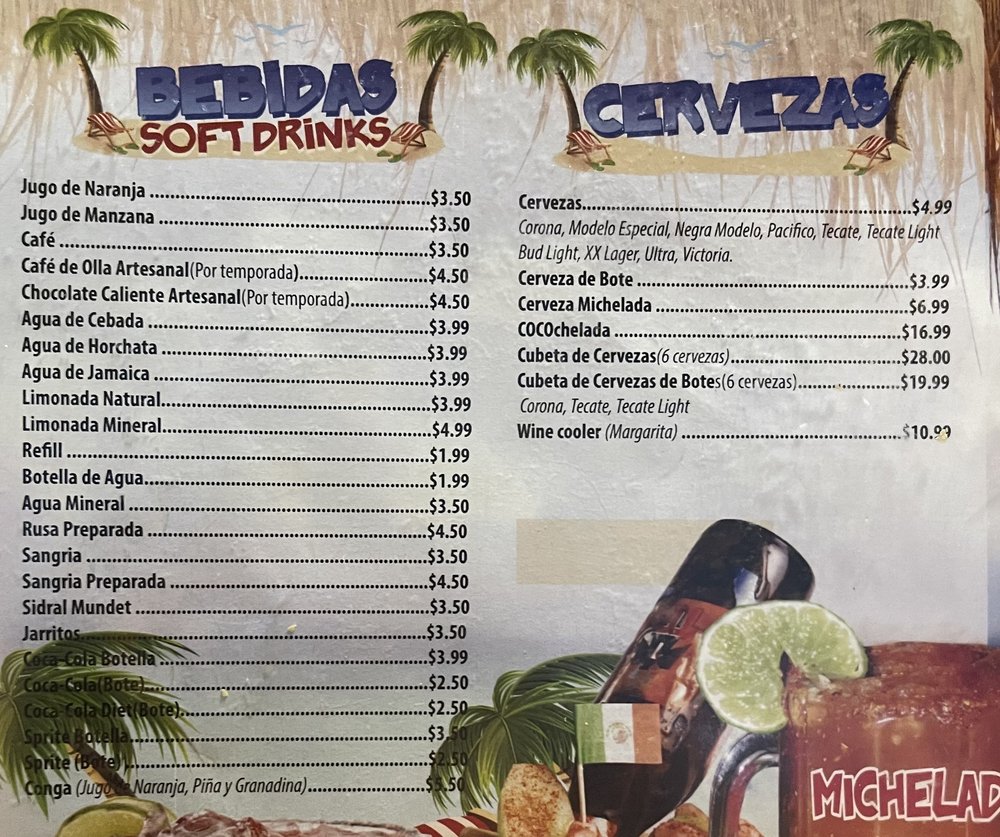 BEBIDAS
SOFT DRINKS
Jugo de Naranja ..........$3.50
Jugo de Manzana ..........$3.50
Café ..........$3.50
Café de Olla Artesanal(Por temporada)..........$4.50
Chocolate Caliente Artesanal(Por temporada)..........$4.50
Agua de Cebada ..........$3.99
Agua de Horchata ..........$3.99
Agua de Jamaica ..........$3.99
Limonada Natural..........$3.99
Limonada Mineral..........$4.99
Refill ..........$1.99
Botella de Agua..........$1.99
Agua Mineral ..........$3.50
Rusa Preparada ..........$4.50
Sangria ..........$3.50
Sangria Preparada ..........$4.50
Sidral Mundet ..........$3.50
Jarritos..........$3.50
Coca-Cola Botella ..........$3.99
Coca-Cola(Bote)..........$2.50
Coca-Cola Diet(Bote)..........$2.50
Sprite Botella..........$3.50
Sprite (Bote) ..........$2.50
Conga (Jugo de Naranja, Piña y Granadina)..........$5.50
CERVEZAS
Cervezas..........$4.99
Corona, Modelo Especial, Negra Modelo, Pacifico, Tecate, Tecate Light
Bud Light, XX Lager, Ultra, Victoria.
Cerveza de Bote ..........$3.99
Cerveza Michelada ..........$6.99
COCOchelada ..........$16.99
Cubeta de Cervezas(6 cervezas)..........$28.00
Cubeta de Cervezas de Botes(6 cervezas)..........$19.99
Corona, Tecate, Tecate Light
Wine cooler (Margarita) ..........$10.99
MICHELAD